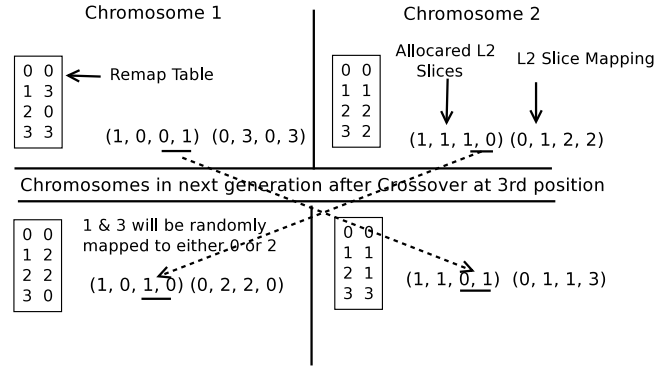 Chromosome 1
Chromosome 2
0 0
1 3
2 0
3 3
Remap Table
(1, 0, 0, 1) (0, 3, 0, 3)
0 0
1 1
2 2
3 2
Allocared L2
Slices
L2 Slice Mapping
(1, 1, 1, 0) (0, 1, 2, 2)
Chromosomes in next generation after Crossover at 3rd position
0 0
1 2
2 2
3 0
1 & 3 will be randomly
mapped to either 0 or 2
(1, 0, 1, 0) (0, 2, 2, 0)
0 0
1 1
2 1
3 3
(1, 1, 0, 1) (0, 1, 1, 3)